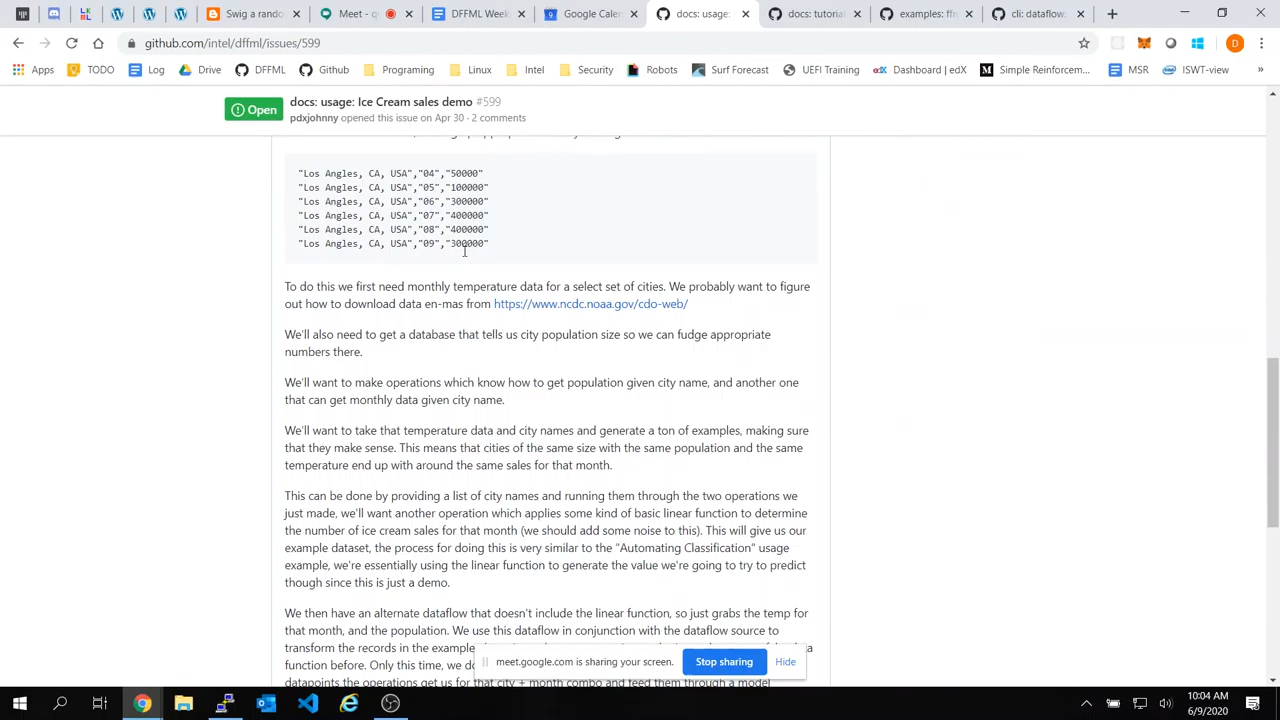 Swig a rando
Meet - q
DFFML Week
Google Calen
docs: usage:
docs: tutorial
examples: ffm
cli: dataflow:
github.com/intel/dffml/issues/599
D
Apps
TODO
Log
Drive
DFFML
Github
Programing
Linux
Intel
Security
Robots
Surf Forecast
UEFI Training
Dashboard | edX
Simple Reinforcem...
MSR
ISWT-view
»
Open
docs: usage: Ice Cream sales demo #599
pdxjohnny opened this issue on Apr 30 · 2 comments
"Los Angles, CA, USA","04","50000"
"Los Angles, CA, USA","05","100000"
"Los Angles, CA, USA","06","300000"
"Los Angles, CA, USA","07","400000"
"Los Angles, CA, USA","08","400000"
"Los Angles, CA, USA","09","300000"
To do this we first need monthly temperature data for a select set of cities. We probably want to figure
out how to download data en-mas from https://www.ncdc.noaa.gov/cdo-web/
We'll also need to get a database that tells us city population size so we can fudge appropriate
numbers there.
We'll want to make operations which know how to get population given city name, and another one
that can get monthly data given city name.
We'll want to take that temperature data and city names and generate a ton of examples, making sure
that they make sense. This means that cities of the same size with the same population and the same
temperature end up with around the same sales for that month.
This can be done by providing a list of city names and running them through the two operations we
just made, we'll want another operation which applies some kind of basic linear function to determine
the number of ice cream sales for that month (we should add some noise to this). This will give us our
example dataset, the process for doing this is very similar to the "Automating Classification" usage
example, we're essentially using the linear function to generate the value we're going to try to predict
though since this is just a demo.
We then have an alternate dataflow that doesn't include the linear function, so just grabs the temp for
that month, and the population. We use this dataflow in conjunction with the dataflow source to
transform the records in the example
function before. Only this time, we do
datapoints the operations get us for that city + month combo and feed them through a model
meet.google.com is sharing your screen.
Stop sharing
Hide
10:04 AM
6/9/2020